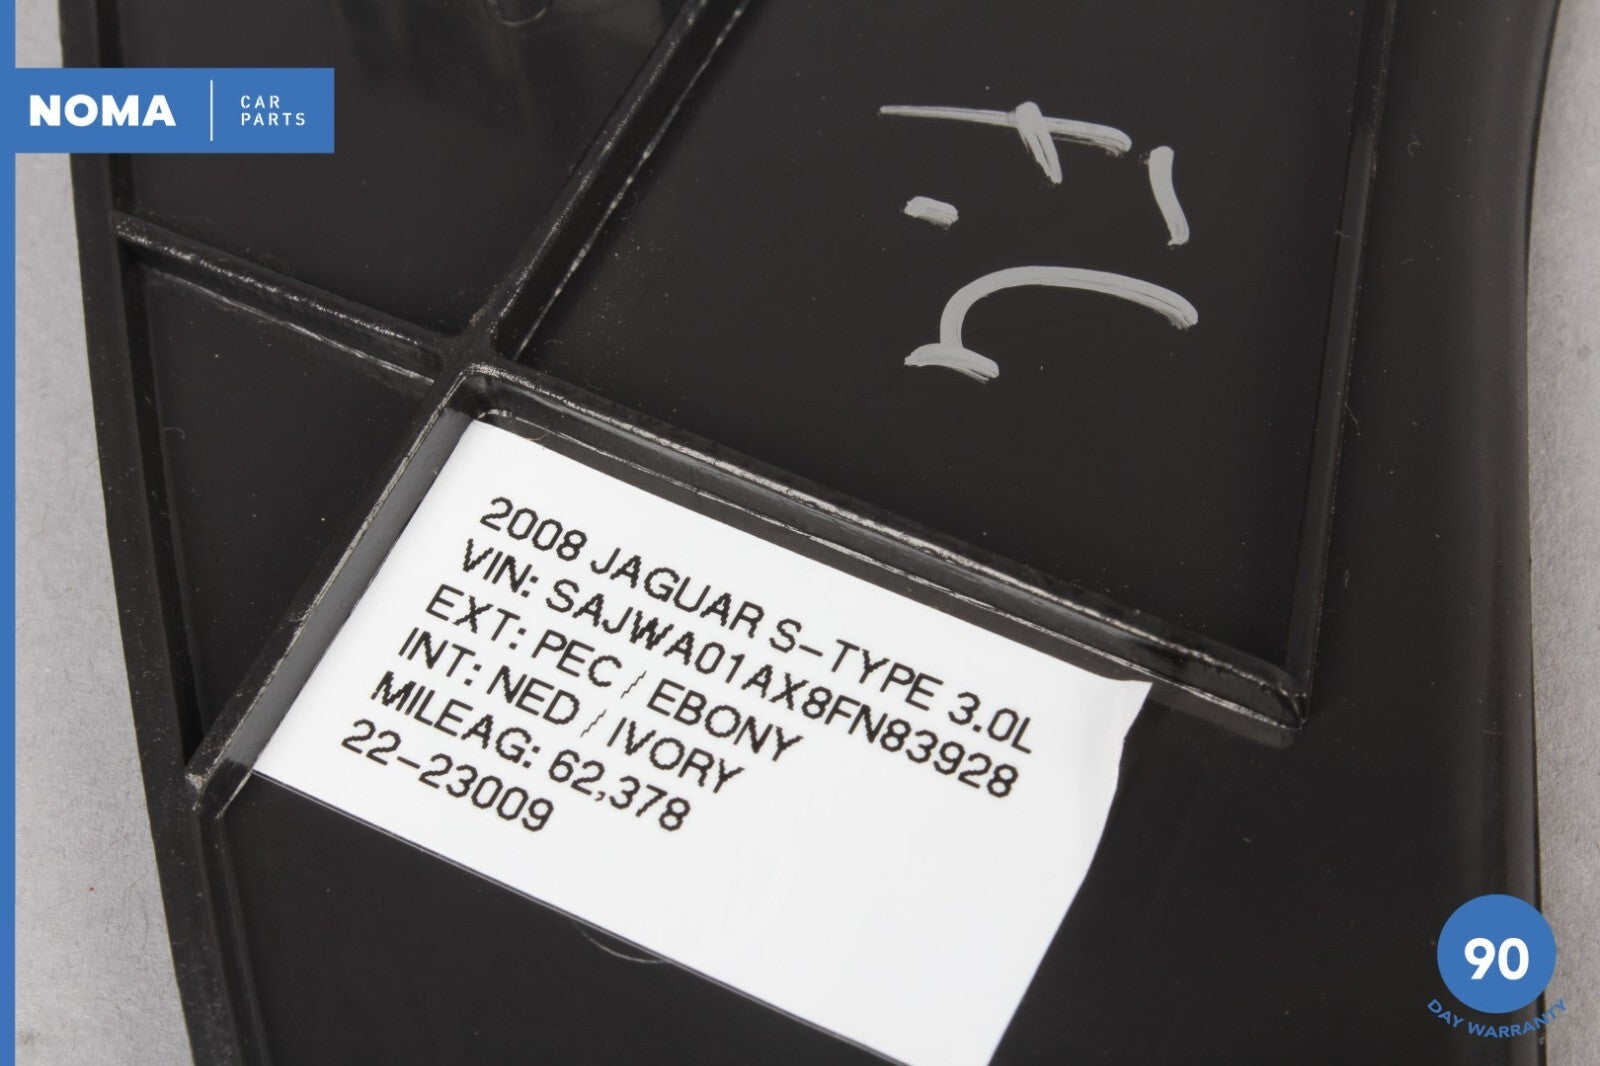 NOMA
CAR
PARTS
2008 JAGUAR S-TYPE 3.0L
VIN: SAJWA01AX8FN83928
EXT: PEC / EBONY
INT: NED / IVORY
MILEAG: 62,378
22-23009
90
DAY WARRANTY